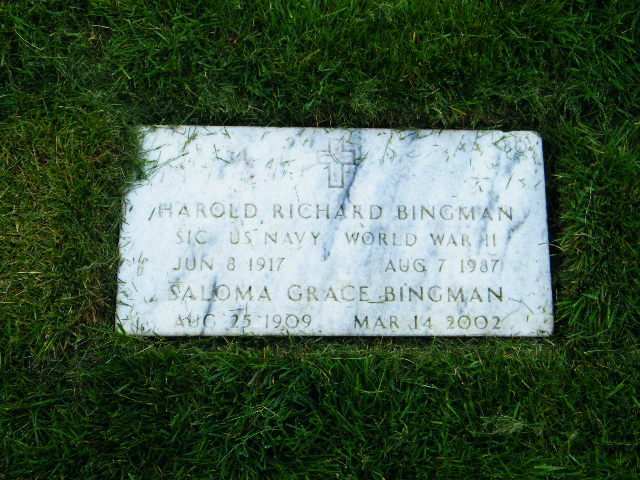 HAROLD RICHARD BINGMAN
S1C US NAVY WORLD WAR II
JUN 8 1917 AUG 7 1987
SALOMA GRACE BINGMAN
AUG 25 1909 MAR 14 2002